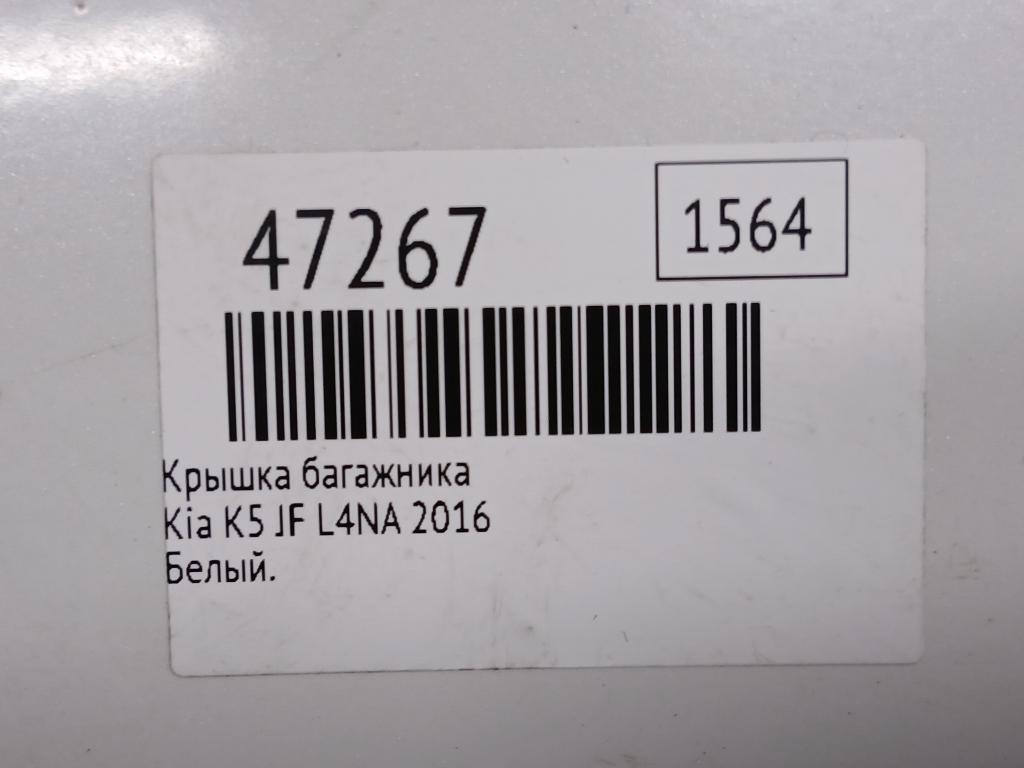 47267
1564
Крышка багажника
Kia K5 JF L4NA 2016
Белый.